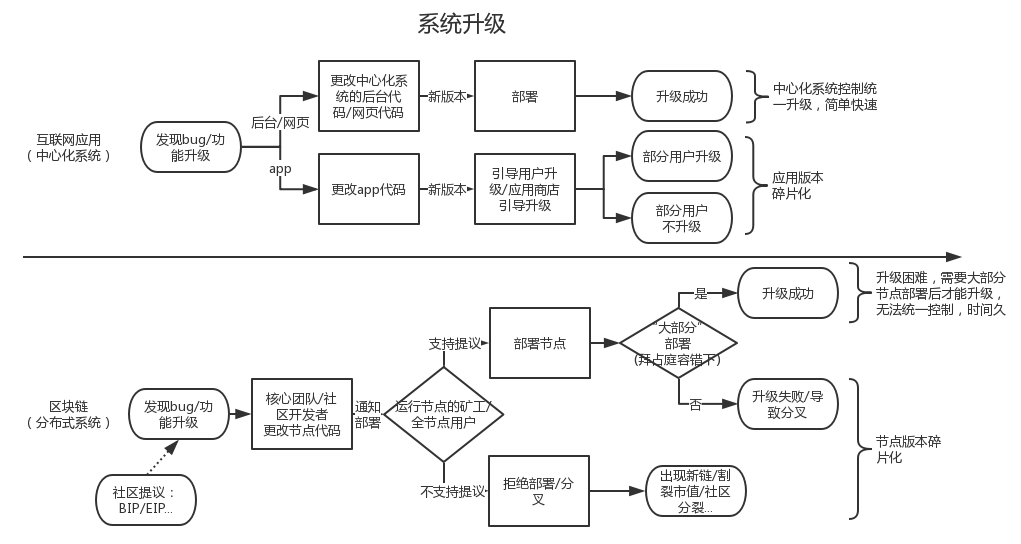 系统升级
互联网应用
（中心化系统）
发现bug/功
能升级
后台/网页
app
更改中心化系
统的后台代
码/网页代码
新版本
部署
升级成功
中心化系统控制统
一升级，简单快速
更改app代码
新版本
引导用户升
级/应用商店
引导升级
部分用户升级
部分用户
不升级
应用版本
碎片化
区块链
（分布式系统）
发现bug/功
能升级
社区提议：
BIP/EIP...
核心团队/社
区开发者
更改节点代码
通知
部署
运行节点的矿工/
全节点用户
支持提议
部署节点
“大部分”
部署
(拜占庭容错下)
是
升级成功
升级困难，需要大部分
节点部署后才能升级，
无法统一控制，时间久
否
升级失败/导
致分叉
不支持提议
拒绝部署/分
叉
出现新链/割
裂市值/社区
分裂...
节点版本碎
片化